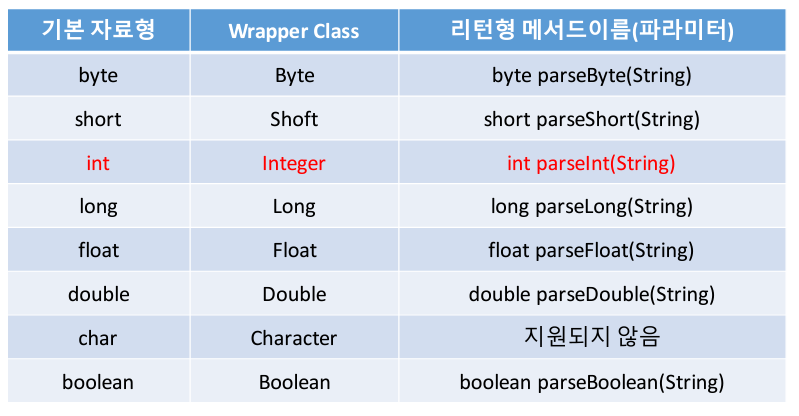 기본 자료형 Wrapper Class 리턴형 메서드이름(파라미터)
byte Byte byte parseByte(String)
short Shoft short parseShort(String)
int Integer int parseInt(String)
long Long long parseLong(String)
float Float float parseFloat(String)
double Double double parseDouble(String)
char Character 지원되지 않음
boolean Boolean boolean parseBoolean(String)